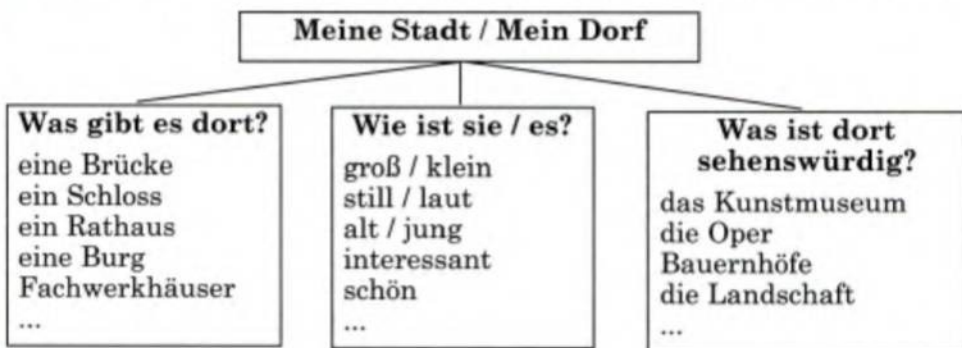 Meine Stadt / Mein Dorf
Was gibt es dort?
eine Brücke
ein Schloss
ein Rathaus
eine Burg
Fachwerkhäuser
...
Wie ist sie / es?
groß / klein
still / laut
alt / jung
interessant
schön
...
Was ist dort
sehenswürdig?
das Kunstmuseum
die Oper
Bauernhöfe
die Landschaft
...